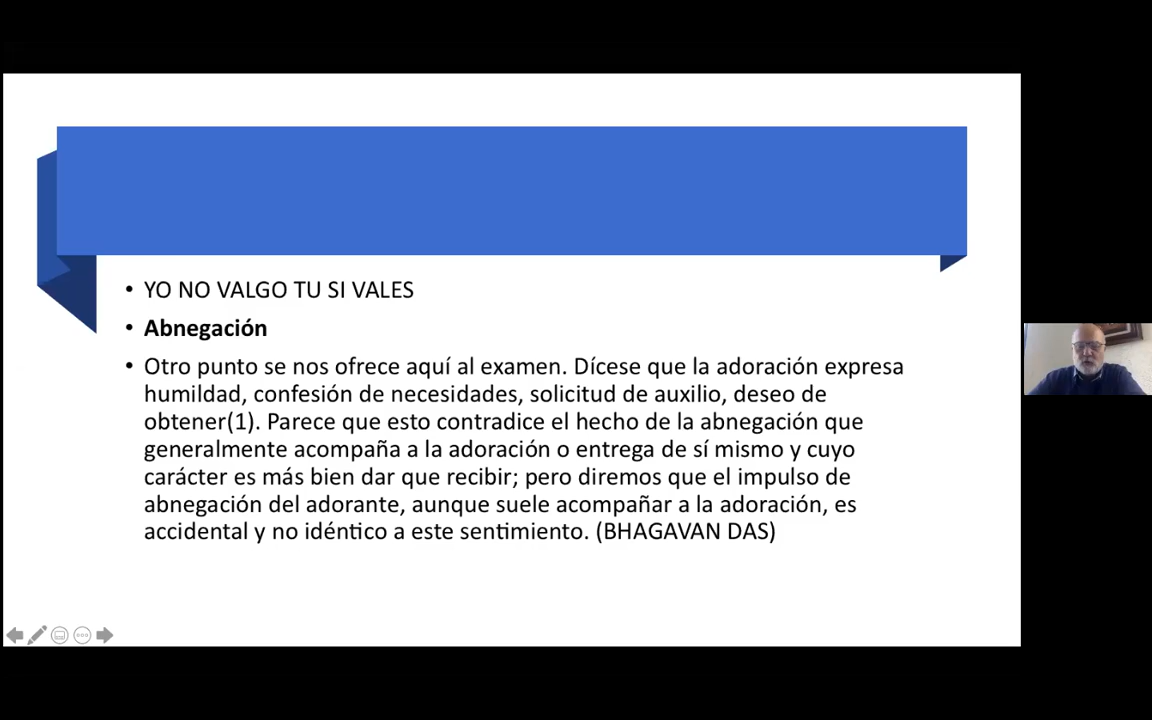 • YO NO VALGO TU SI VALES
• Abnegación
• Otro punto se nos ofrece aquí al examen. Dícese que la adoración expresa
humildad, confesión de necesidades, solicitud de auxilio, deseo de
obtener(1). Parece que esto contradice el hecho de la abnegación que
generalmente acompaña a la adoración o entrega de sí mismo y cuyo
carácter es más bien dar que recibir; pero diremos que el impulso de
abnegación del adorante, aunque suele acompañar a la adoración, es
accidental y no idéntico a este sentimiento. (BHAGAVAN DAS)